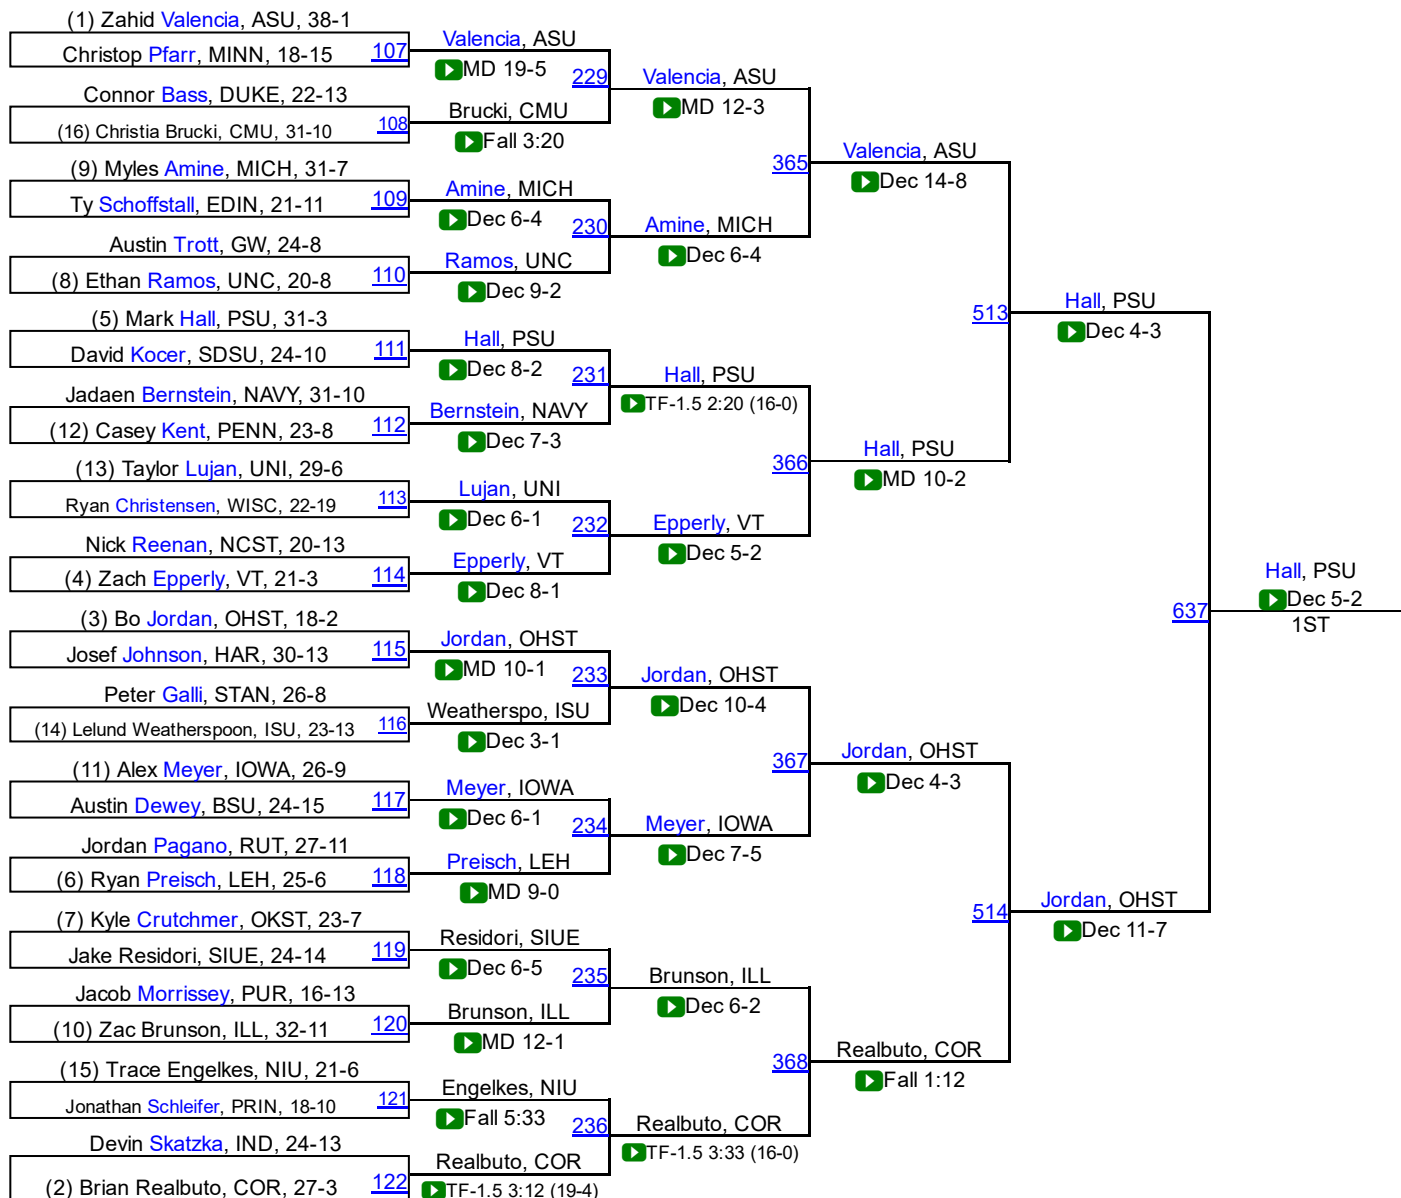 (1) Zahid Valencia, ASU, 38-1
Christop Pfarr, MINN, 18-15 107
Valencia, ASU
MD 19-5
Connor Bass, DUKE, 22-13
(16) Christia Brucki, CMU, 31-10 108
Brucki, CMU
Fall 3:20
229
Valencia, ASU
MD 12-3
(9) Myles Amine, MICH, 31-7
Ty Schoffstall, EDIN, 21-11 109
Amine, MICH
Dec 6-4
Austin Trott, GW, 24-8
(8) Ethan Ramos, UNC, 20-8 110
Ramos, UNC
Dec 9-2
230
Amine, MICH
Dec 6-4
365
Valencia, ASU
Dec 14-8
(5) Mark Hall, PSU, 31-3
David Kocer, SDSU, 24-10 111
Hall, PSU
Dec 8-2
Jadaen Bernstein, NAVY, 31-10
(12) Casey Kent, PENN, 23-8 112
Bernstein, NAVY
Dec 7-3
231
Hall, PSU
TF-1.5 2:20 (16-0)
(13) Taylor Lujan, UNI, 29-6
Ryan Christensen, WISC, 22-19 113
Lujan, UNI
Dec 6-1
Nick Reenan, NCST, 20-13
(4) Zach Epperly, VT, 21-3 114
Epperly, VT
Dec 8-1
232
Epperly, VT
Dec 5-2
366
Hall, PSU
MD 10-2
513
Hall, PSU
Dec 4-3
(3) Bo Jordan, OHST, 18-2
Josef Johnson, HAR, 30-13 115
Jordan, OHST
MD 10-1
Peter Galli, STAN, 26-8
(14) Lelund Weatherspoon, ISU, 23-13 116
Weatherspo, ISU
Dec 3-1
233
Jordan, OHST
Dec 10-4
(11) Alex Meyer, IOWA, 26-9
Austin Dewey, BSU, 24-15 117
Meyer, IOWA
Dec 6-1
Jordan Pagano, RUT, 27-11
(6) Ryan Preisch, LEH, 25-6 118
Preisch, LEH
MD 9-0
234
Meyer, IOWA
Dec 7-5
367
Jordan, OHST
Dec 4-3
(7) Kyle Crutchmer, OKST, 23-7
Jake Residori, SIUE, 24-14 119
Residori, SIUE
Dec 6-5
Jacob Morrissey, PUR, 16-13
(10) Zac Brunson, ILL, 32-11 120
Brunson, ILL
MD 12-1
235
Brunson, ILL
Dec 6-2
(15) Trace Engelkes, NIU, 21-6
Jonathan Schleifer, PRIN, 18-10 121
Engelkes, NIU
Fall 5:33
Devin Skatzka, IND, 24-13
(2) Brian Realbuto, COR, 27-3 122
Realbuto, COR
TF-1.5 3:12 (19-4)
236
Realbuto, COR
TF-1.5 3:33 (16-0)
368
Realbuto, COR
Fall 1:12
514
Jordan, OHST
Dec 11-7
637
Hall, PSU
Dec 5-2
1ST